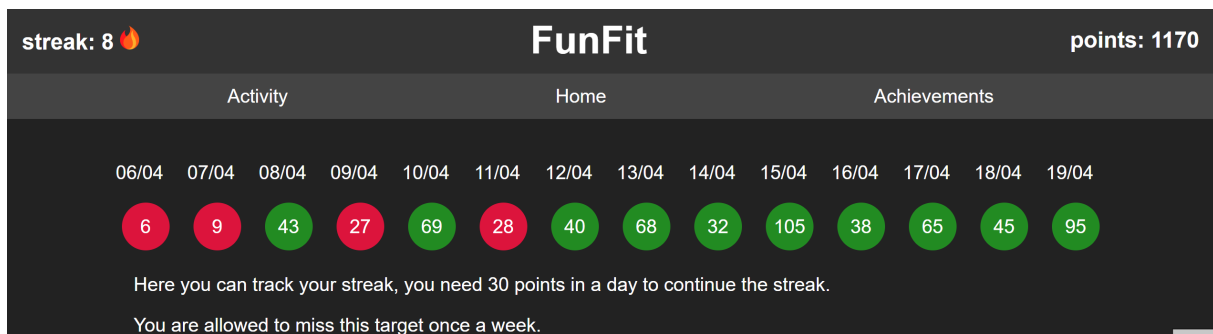 streak: 8🔥 FunFit points: 1170
Activity Home Achievements
06/04 07/04 08/04 09/04 10/04 11/04 12/04 13/04 14/04 15/04 16/04 17/04 18/04 19/04
6 9 43 27 69 28 40 68 32 105 38 65 45 95
Here you can track your streak, you need 30 points in a day to continue the streak.
You are allowed to miss this target once a week.